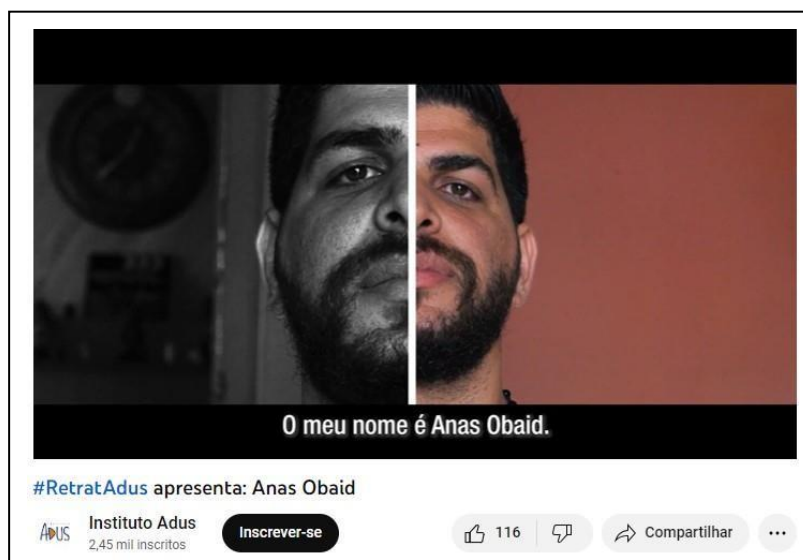 O meu nome é Anas Obaid.
#RetratAdus apresenta: Anas Obaid
ADUS
Instituto Adus
2,45 mil inscritos
Inscrever-se
116
Compartilhar